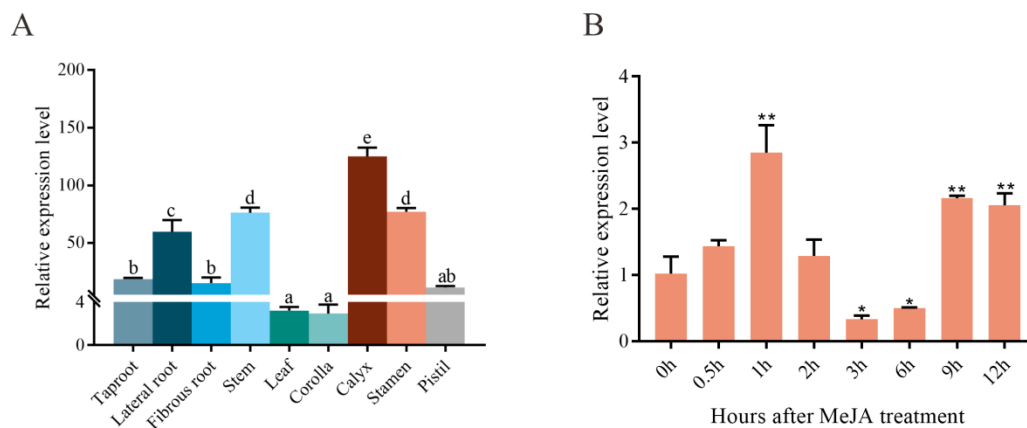 A
Relative expression level
200
150
100
50
4
0
b
c
b
d
a
a
e
d
ab
Taproot
Lateral root
Fibrous root
Stem
Leaf
Corolla
Calyx
Stamen
Pistil
B
Relative expression level
4
3
2
1
0
**
*
*
**
**
0h
0.5h
1h
2h
3h
6h
9h
12h
Hours after MeJA treatment